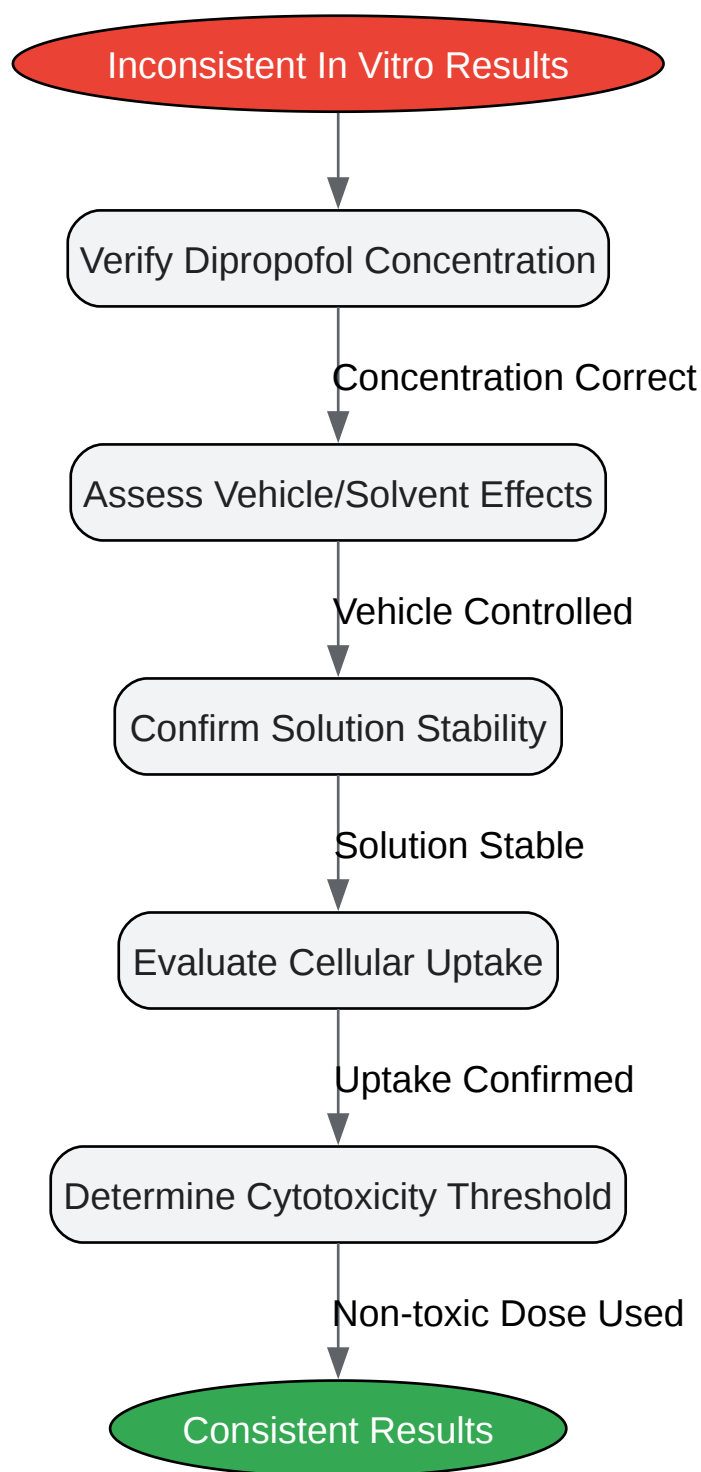 Inconsistent In Vitro Results
Verify Dipropofol Concentration
Concentration Correct
Assess Vehicle/Solvent Effects
Vehicle Controlled
Confirm Solution Stability
Solution Stable
Evaluate Cellular Uptake
Uptake Confirmed
Determine Cytotoxicity Threshold
Non-toxic Dose Used
Consistent Results